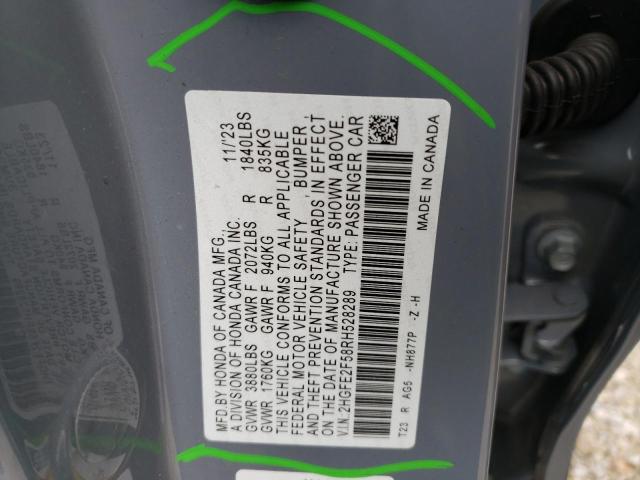 MFD.BY HONDA OF CANADA MFG.,
A DIVISION OF HONDA CANADA INC. 11/'23
GVWR 3880LBS GAWR F 2072LBS R 1840LBS
GVWR 1760KG GAWR F 940KG R 835KG
THIS VEHICLE CONFORMS TO ALL APPLICABLE
FEDERAL MOTOR VEHICLE SAFETY, BUMPER,
AND THEFT PREVENTION STANDARDS, IN EFFECT
ON THE DATE OF MANUFACTURE SHOWN ABOVE.
V.I.N.:2HGFE2F58RH528289 TYPE: PASSENGER CAR
T23 R AG5 -NH877P -Z -H
MADE IN CANADA